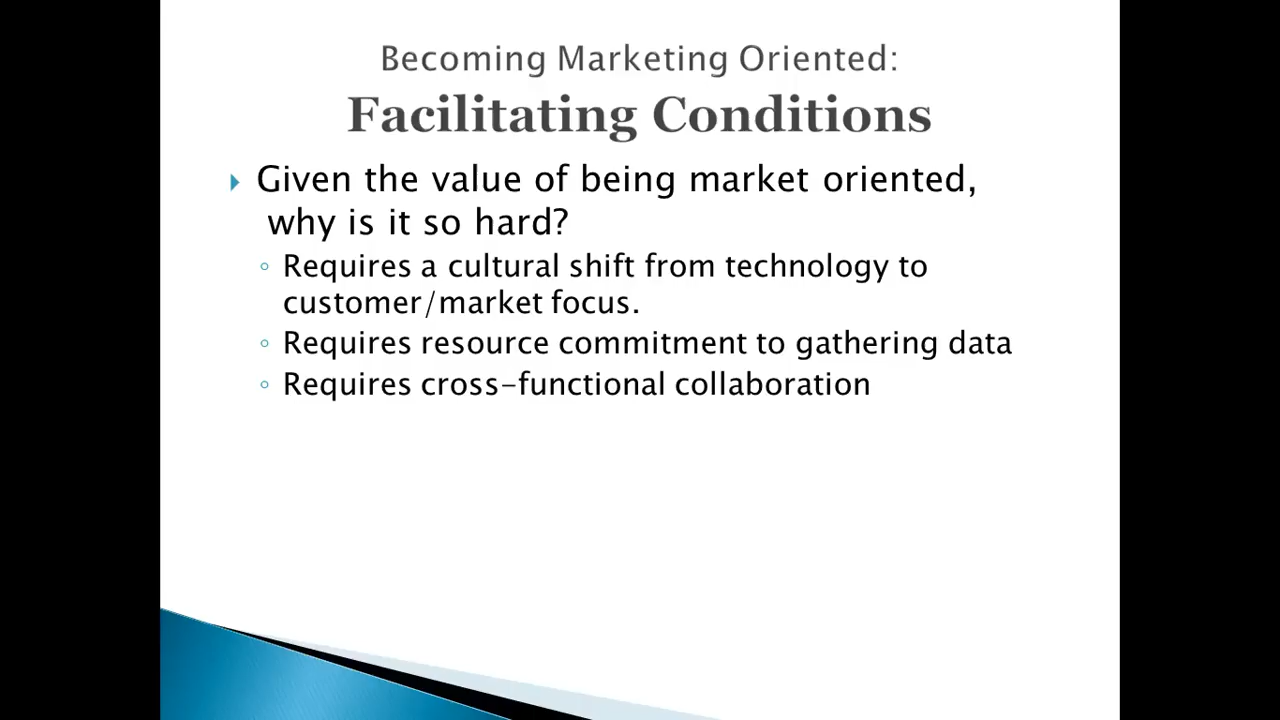 Becoming Marketing Oriented:
Facilitating Conditions
Given the value of being market oriented,
why is it so hard?
Requires a cultural shift from technology to
customer/market focus.
Requires resource commitment to gathering data
Requires cross-functional collaboration